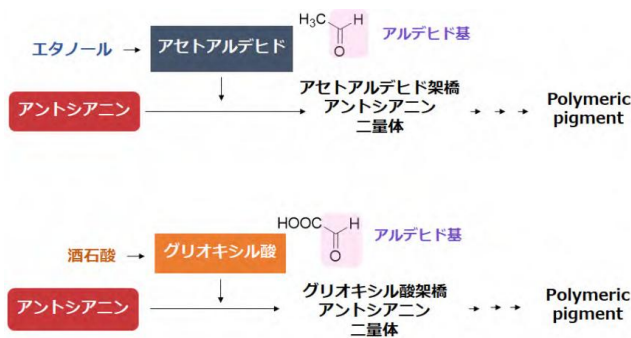 H₃C H
O
アルデヒド基
エタノール
アセトアルデヒド
アントシアニン
アセトアルデヒド架橋
アントシアニン
二量体
Polymeric
pigment
HOOC H
O
アルデヒド基
酒石酸
グリオキシル酸
アントシアニン
グリオキシル酸架橋
アントシアニン
二量体
Polymeric
pigment